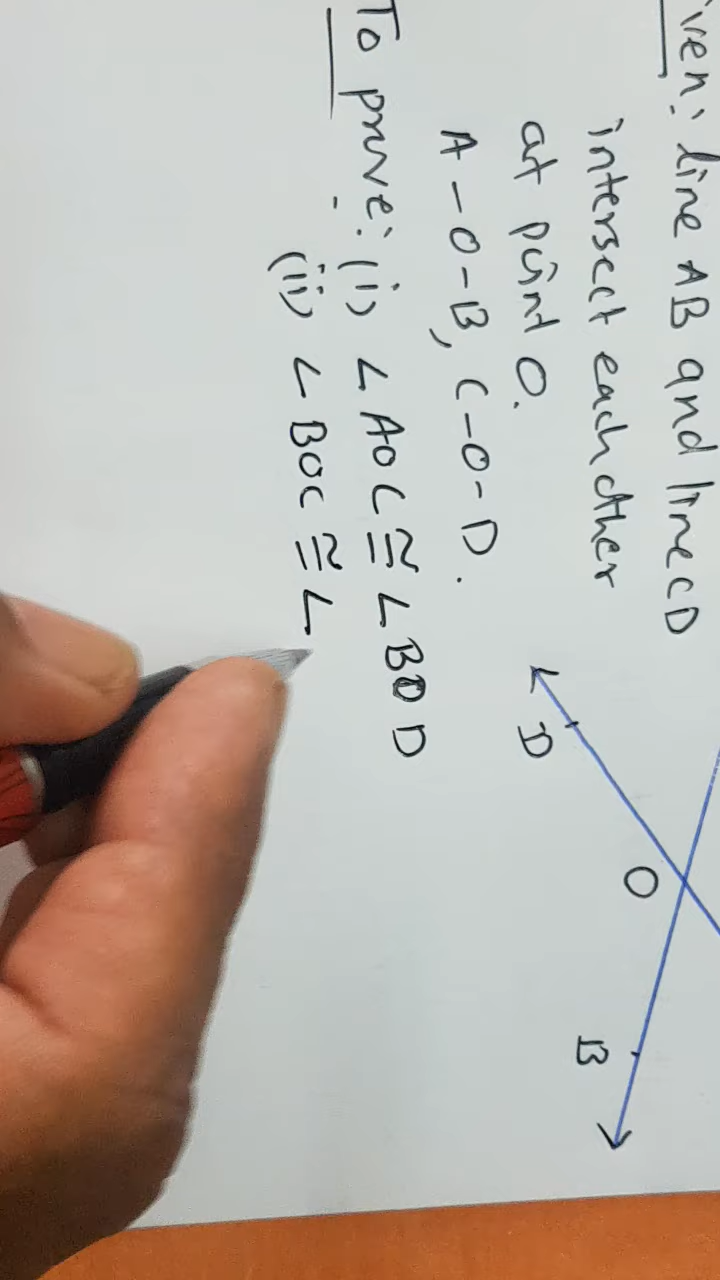 iven: line AB and line CD
intersect each other
at point O.
A - O - B, C - O - D.
To prove: (i) ∠ AOC ≅ ∠ BOD
(ii) ∠ BOC ≅ ∠
D
O
B